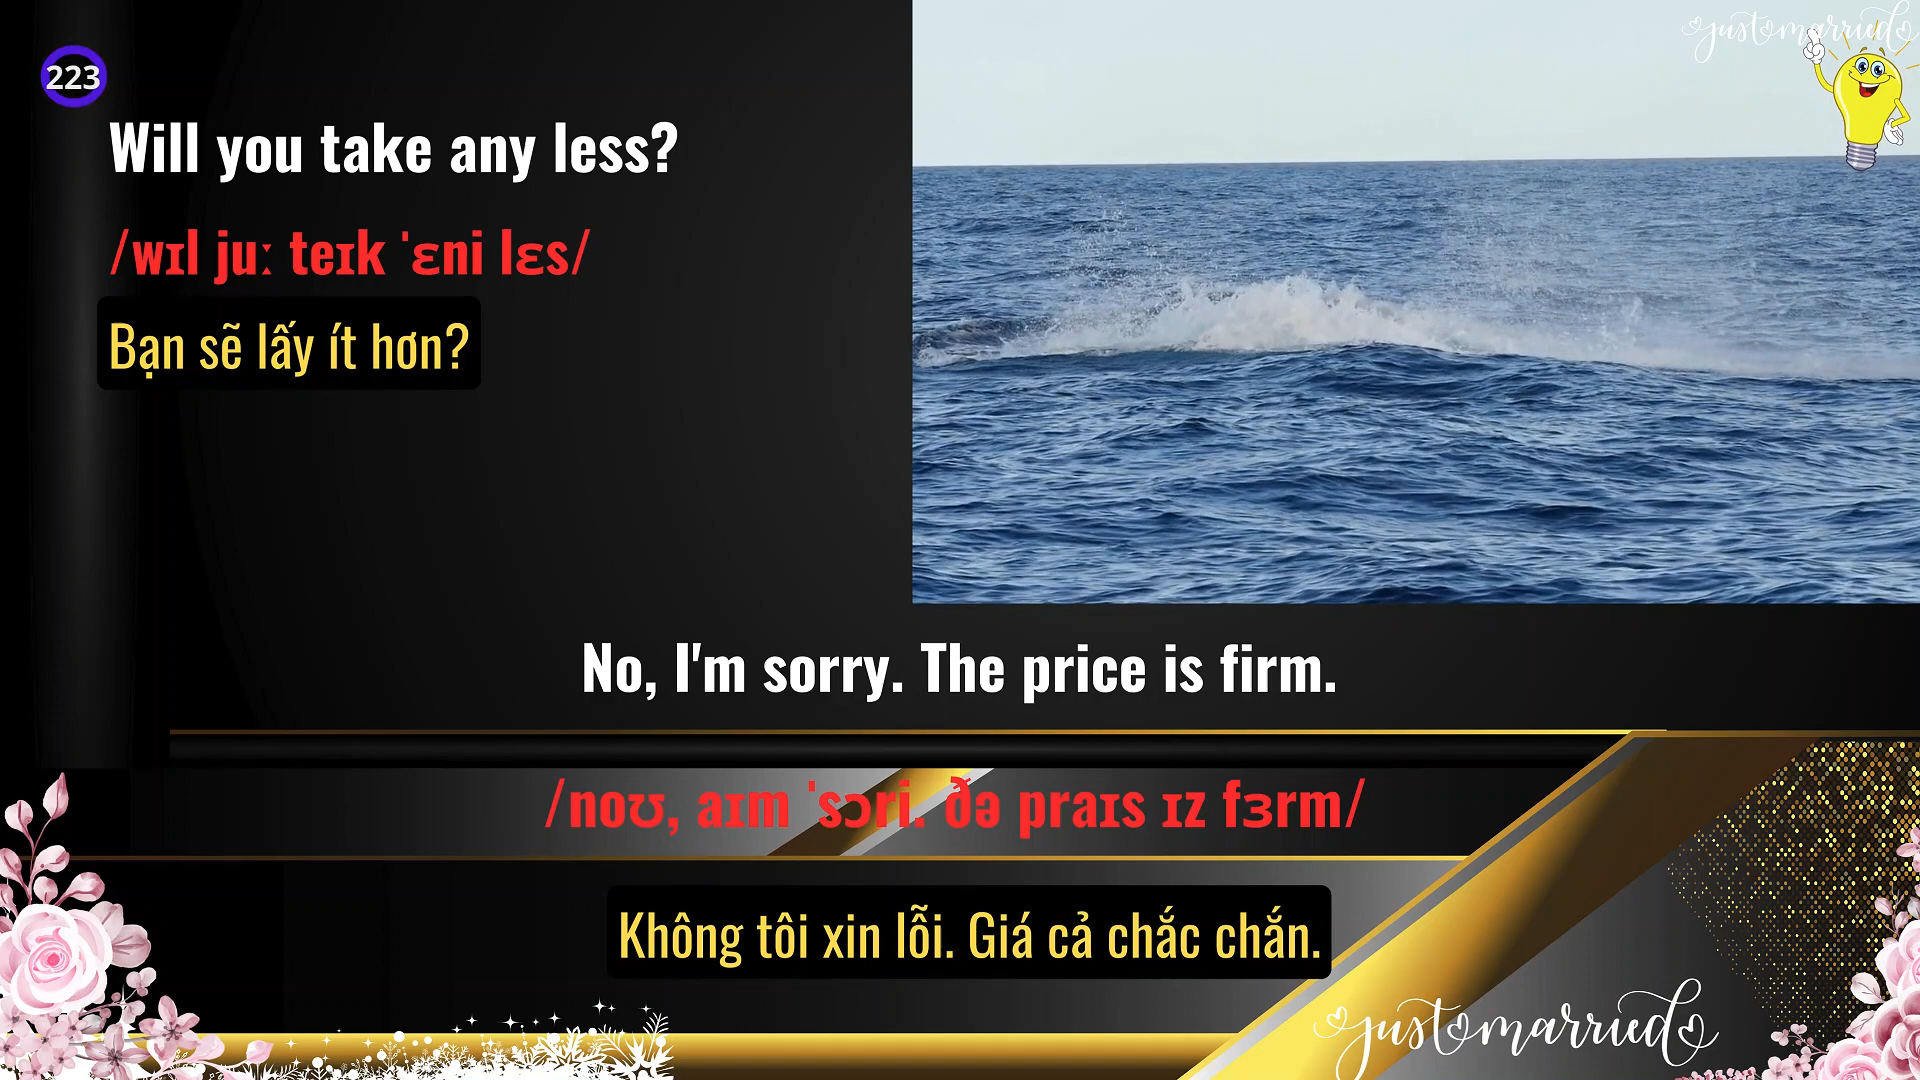 justmarried
223
Will you take any less?
/wɪl juː teɪk ˈɛni lɛs/
Bạn sẽ lấy ít hơn?
No, I'm sorry. The price is firm.
/noʊ, aɪm ˈsɔri. ðə praɪs ɪz fɜrm/
Không tôi xin lỗi. Giá cả chắc chắn.
justmarried